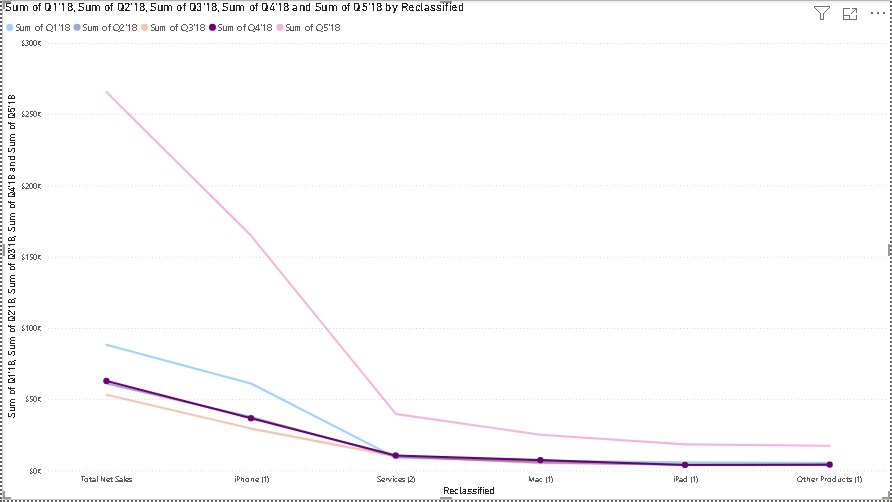 Sum of Q1'18, Sum of Q2'18, Sum of Q3'18, Sum of Q4'18 and Sum of Q5'18 by Reclassified
Sum of Q1'18 Sum of Q2'18 Sum of Q3'18 Sum of Q4'18 Sum of Q5'18
Sum of Q1'18, Sum of Q2'18, Sum of Q3'18, Sum of Q4'18 and Sum of Q5'18
$300K
$250K
$200K
$150K
$100K
$50K
$0K
Total Net Sales iPhone (1) Services (2) Mac (1) iPad (1) Other Products (1)
Reclassified